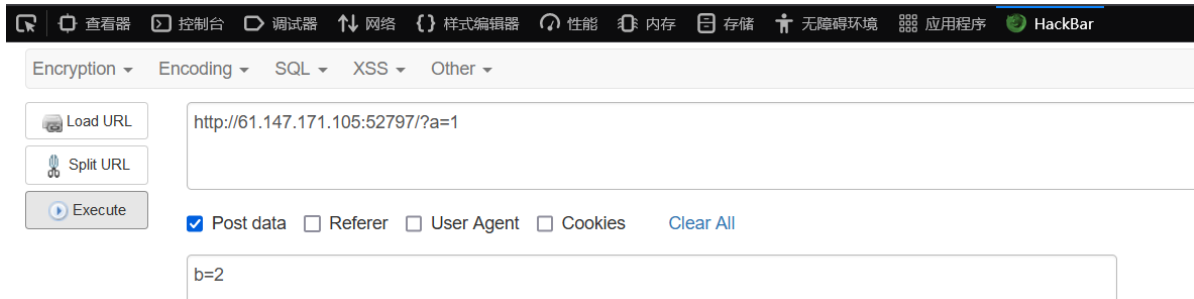 查看器 控制台 调试器 网络 {} 样式编辑器 性能 内存 存储 无障碍环境 应用程序 HackBar
Encryption Encoding SQL XSS Other
Load URL
http://61.147.171.105:52797/?a=1
Split URL
Execute
Post data Referer User Agent Cookies Clear All
b=2